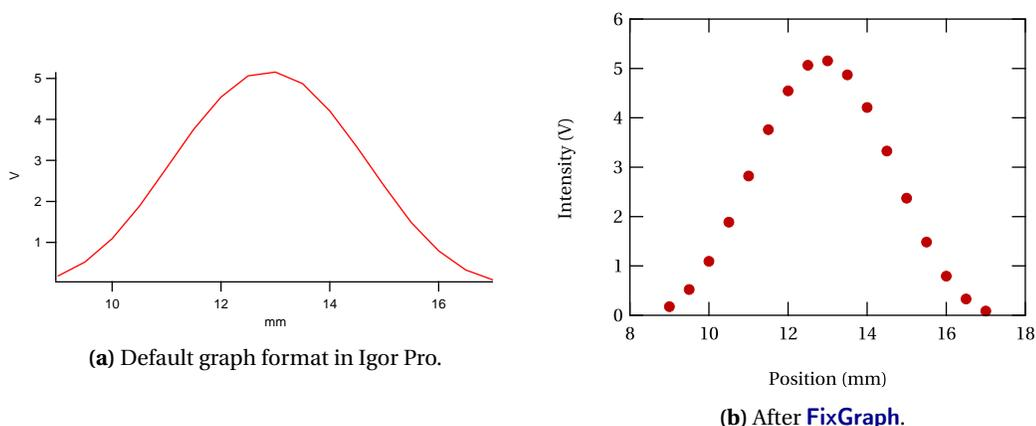 5
4
3
2
1
V
10 12 14 16
mm
(a) Default graph format in Igor Pro.
6
5
4
3
2
1
0
Intensity (V)
8 10 12 14 16 18
Position (mm)
(b) After FixGraph.